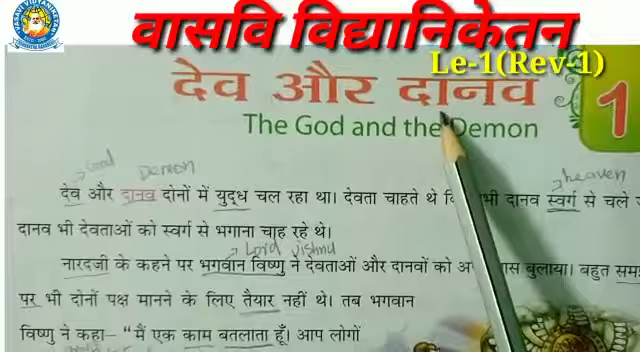 वासवि विद्यानिकेतन
Le-1(Rev-1)
देव और दानव
1
The God and the Demon
God Demon heaven
देव और दानव दोनों में युद्ध चल रहा था। देवता चाहते थे भी दानव स्वर्ग से चले
दानव भी देवताओं को स्वर्ग से भगाना चाह रहे थे।
Lord vishnu
नारदजी के कहने पर भगवान विष्णु ने देवताओं और दानवों को बुलाया। बहुत
पर भी दोनों पक्ष मानने के लिए तैयार नहीं थे। तब भगवान
विष्णु ने कहा– “मैं एक काम बतलाता हूँ। आप लोगों